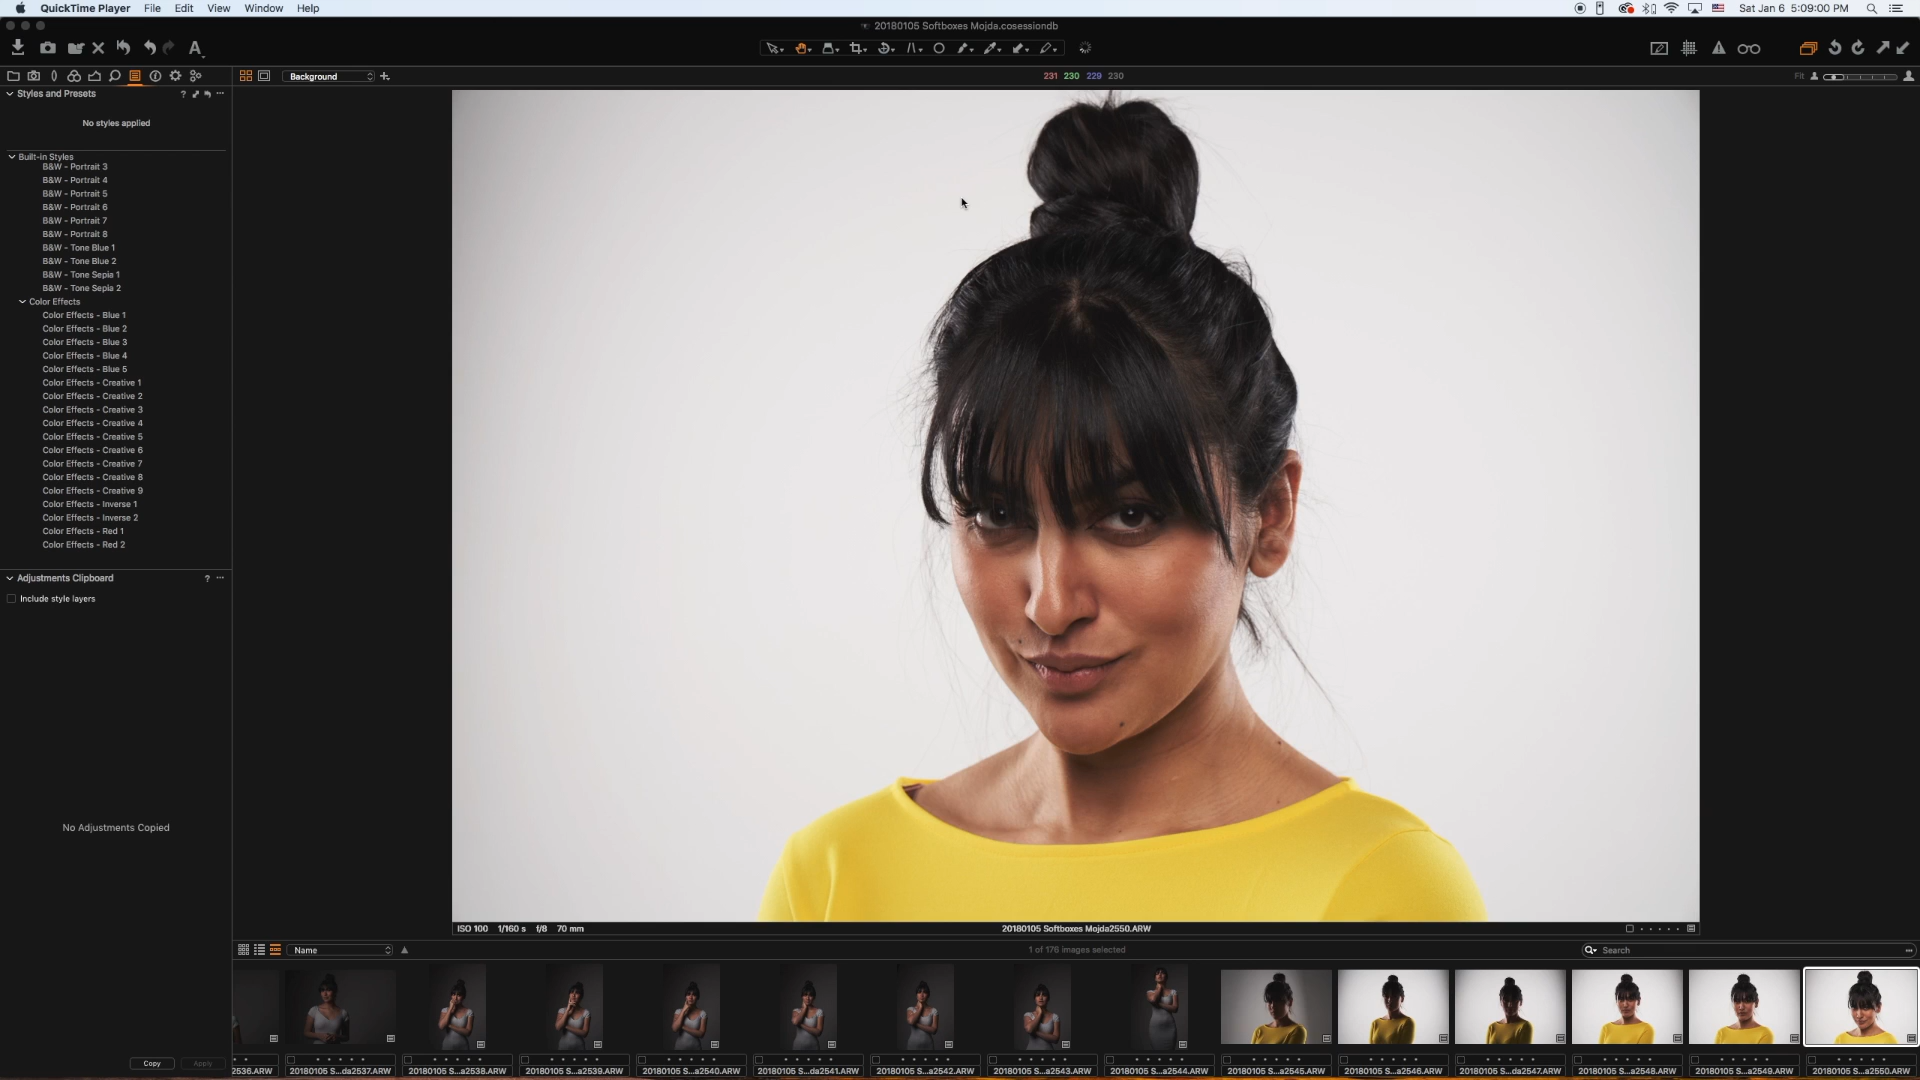 QuickTime Player File Edit View Window Help
Sat Jan 6 5:09:00 PM
20180105 Softboxes Mojda.cosessiondb
A
Background
231 230 229 230
Fit
Styles and Presets ? ...
No styles applied
Built-in Styles
B&W - Portrait 3
B&W - Portrait 4
B&W - Portrait 5
B&W - Portrait 6
B&W - Portrait 7
B&W - Portrait 8
B&W - Tone Blue 1
B&W - Tone Blue 2
B&W - Tone Sepia 1
B&W - Tone Sepia 2
Color Effects
Color Effects - Blue 1
Color Effects - Blue 2
Color Effects - Blue 3
Color Effects - Blue 4
Color Effects - Blue 5
Color Effects - Creative 1
Color Effects - Creative 2
Color Effects - Creative 3
Color Effects - Creative 4
Color Effects - Creative 5
Color Effects - Creative 6
Color Effects - Creative 7
Color Effects - Creative 8
Color Effects - Creative 9
Color Effects - Inverse 1
Color Effects - Inverse 2
Color Effects - Red 1
Color Effects - Red 2
Adjustments Clipboard ? ...
Include style layers
No Adjustments Copied
Copy Apply
ISO 100 1/160 s f/8 70 mm
20180105 Softboxes Mojda2550.ARW
Name
1 of 176 images selected
Search
2536.ARW 20180105 S...da2537.ARW 20180105 S...a2538.ARW 20180105 S...a2539.ARW 20180105 S...a2540.ARW 20180105 S...da2541.ARW 20180105 S...a2542.ARW 20180105 S...a2543.ARW 20180105 S...a2544.ARW 20180105 S...a2545.ARW 20180105 S...a2546.ARW 20180105 S...da2547.ARW 20180105 S...a2548.ARW 20180105 S...a2549.ARW 20180105 S...a2550.ARW